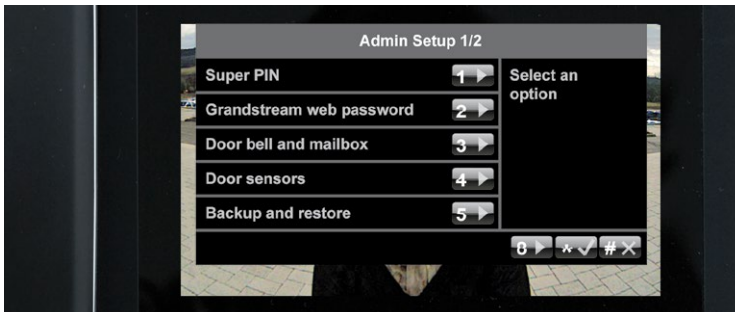 Admin Setup 1/2
Super PIN 1
Grandstream web password 2
Door bell and mailbox 3
Door sensors 4
Backup and restore 5
Select an
option
8 * #